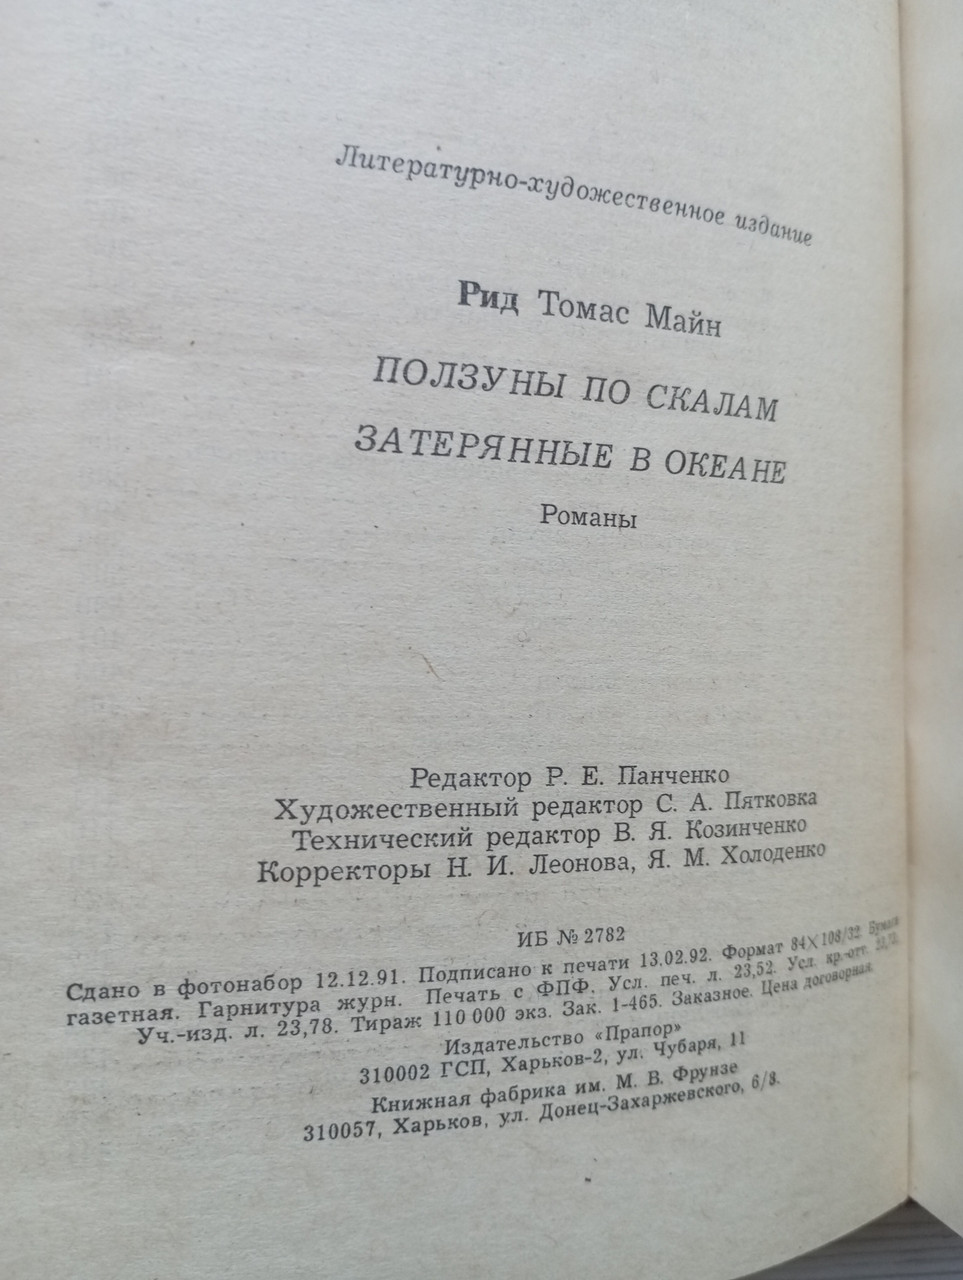 Литературно-художественное издание
Рид Томас Майн
ПОЛЗУНЫ ПО СКАЛАМ
ЗАТЕРЯННЫЕ В ОКЕАНЕ
Романы
Редактор Р. Е. Панченко
Художественный редактор С. А. Пятковка
Технический редактор В. Я. Козинченко
Корректоры Н. И. Леонова, Я. М. Холоденко
ИБ № 2782
Сдано в фотонабор 12.12.91. Подписано к печати 13.02.92. Формат 84×108/32. Бумага
газетная. Гарнитура журн. Печать с ФПФ. Усл. печ. л. 23,52. Усл. кр.-отт.
Уч.-изд. л. 23,78. Тираж 110 000 экз. Зак. 1-465. Заказное. Цена договорная.
Издательство «Прапор»
310002 ГСП, Харьков-2, ул. Чубаря, 11
Книжная фабрика им. М. В. Фрунзе
310057, Харьков, ул. Донец-Захаржевского, 6/8.